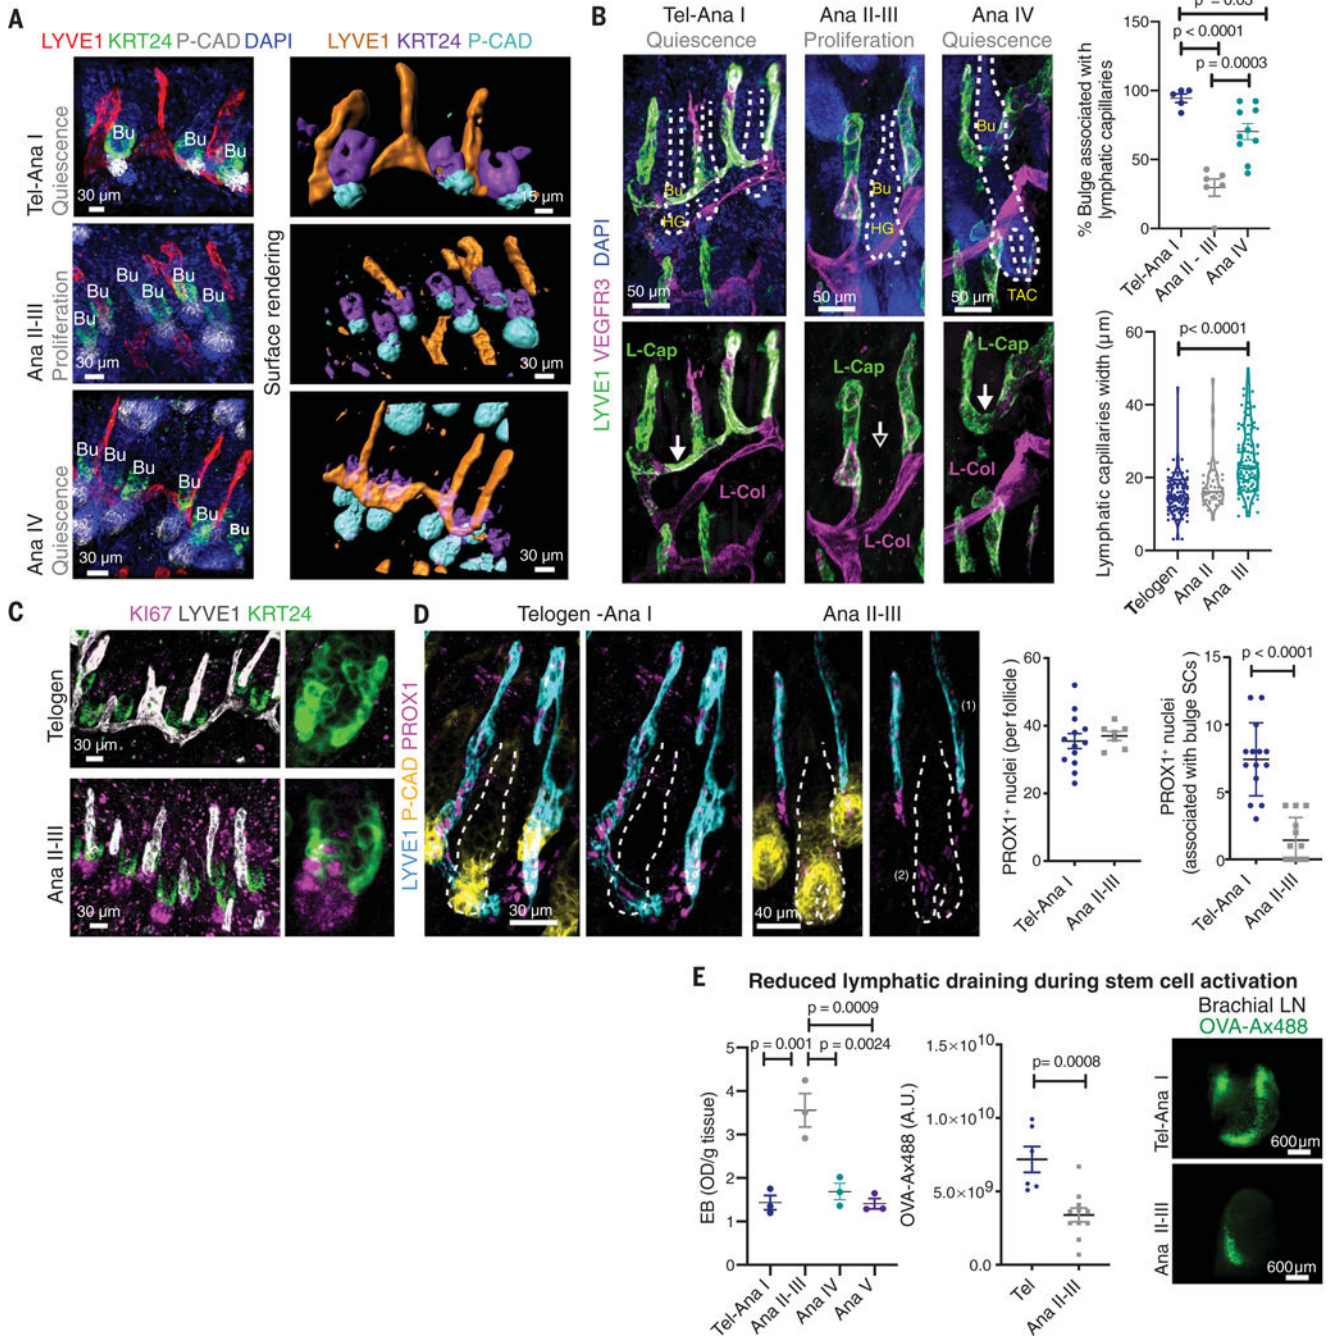 A
LYVE1 KRT24 P-CAD DAPI
LYVE1 KRT24 P-CAD
Tel-Ana I
Quiescence
Bu
Bu
Bu
30 µm
15 µm
Ana II-III
Proliferation
Bu
Bu
Bu
Bu
Bu
Bu
30 µm
30 µm
Surface rendering
Ana IV
Quiescence
Bu
Bu
Bu
Bu
Bu
Bu
30 µm
30 µm
B
Tel-Ana I
Quiescence
Ana II-III
Proliferation
Ana IV
Quiescence
LYVE1 VEGFR3 DAPI
Bu
HG
50 µm
Bu
HG
50 µm
Bu
TAC
50 µm
L-Cap
L-Col
L-Cap
L-Col
L-Cap
L-Col
p < 0.0001
p = 0.0003
% Bulge associated with
lymphatic capillaries
150
100
50
0
Tel-Ana I
Ana II - III
Ana IV
p< 0.0001
Lymphatic capillaries width (µm)
60
40
20
0
Telogen
Ana II
Ana III
C
KI67 LYVE1 KRT24
Telogen
30 µm
Ana II-III
30 µm
D
Telogen -Ana I
Ana II-III
LYVE1 P-CAD PROX1
30 µm
40 µm
(1)
(2)
PROX1+ nuclei (per follicle )
60
40
20
0
Tel-Ana I
Ana II-III
p < 0.0001
PROX1+ nuclei
(associated with bulge SCs)
15
10
5
0
Tel-Ana I
Ana II-III
E
Reduced lymphatic draining during stem cell activation
p = 0.0009
p = 0.001
p = 0.0024
EB (OD/g tissue)
5
4
3
2
1
0
Tel-Ana I
Ana II-III
Ana IV
Ana V
p= 0.0008
OVA-Ax488 (A.U.)
1.5×10^10
1.0×10^10
5.0×10^9
0.0
Tel
Ana II-III
Brachial LN
OVA-Ax488
Tel-Ana I
600µm
Ana II-III
600µm